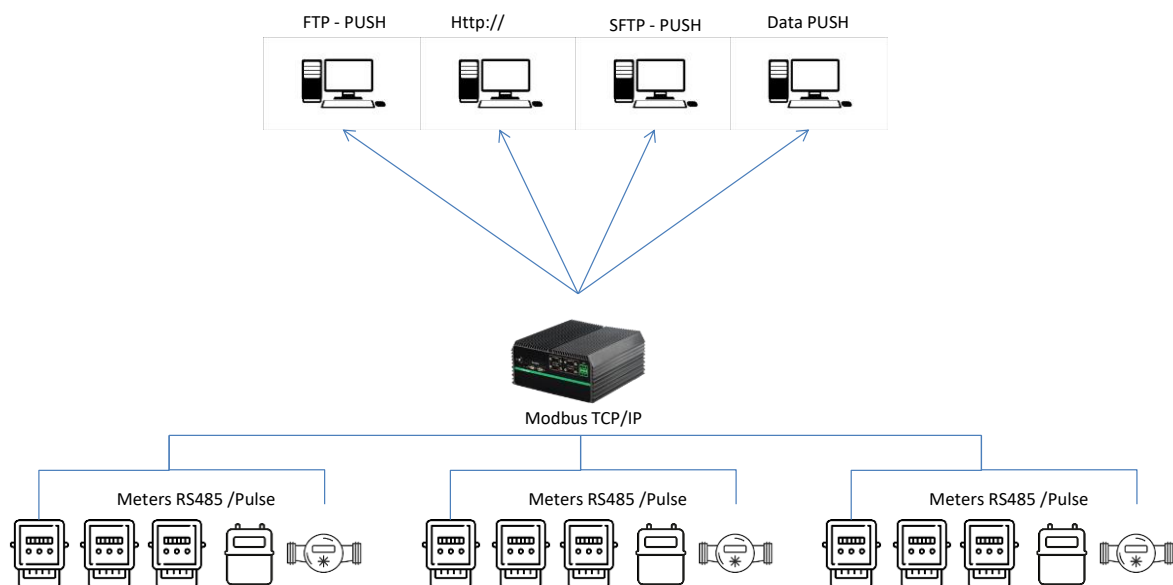 FTP - PUSH
Http://
SFTP - PUSH
Data PUSH
Modbus TCP/IP
Meters RS485 /Pulse
Meters RS485 /Pulse
Meters RS485 /Pulse